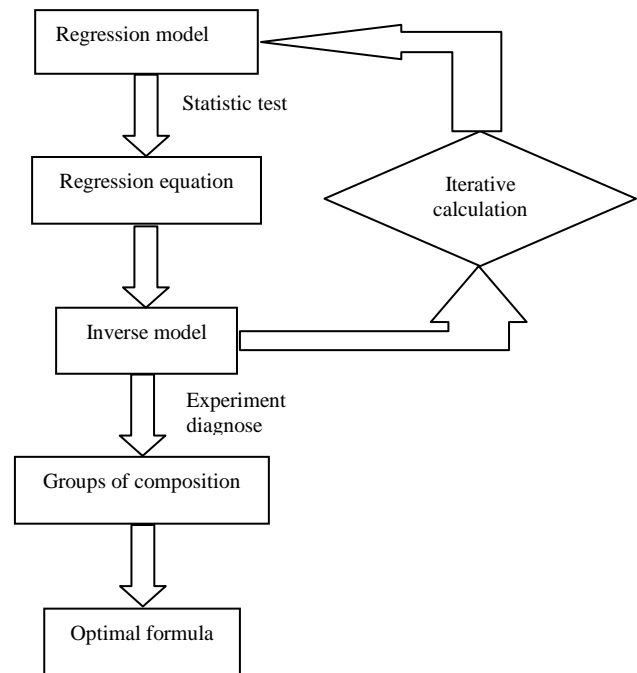 Regression model
Statistic test
Regression equation
Iterative
calculation
Inverse model
Experiment
diagnose
Groups of composition
Optimal formula